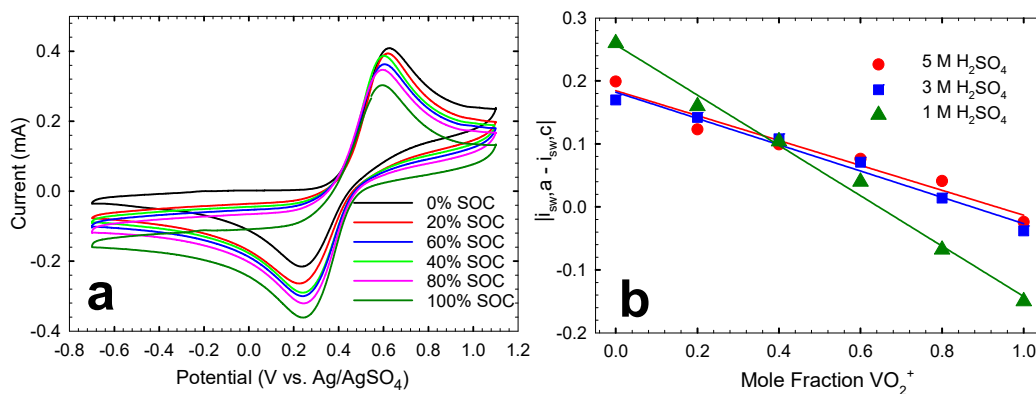 0.4
0.2
0.0
-0.2
-0.4
Current (mA)
-0.8 -0.6 -0.4 -0.2 0.0 0.2 0.4 0.6 0.8 1.0 1.2
Potential (V vs. Ag/AgSO₄)
0% SOC
20% SOC
60% SOC
40% SOC
80% SOC
100% SOC
a
0.3
0.2
0.1
0.0
-0.1
-0.2
|i_sw,a - i_sw,c|
0.0 0.2 0.4 0.6 0.8 1.0
Mole Fraction VO₂⁺
5 M H₂SO₄
3 M H₂SO₄
1 M H₂SO₄
b